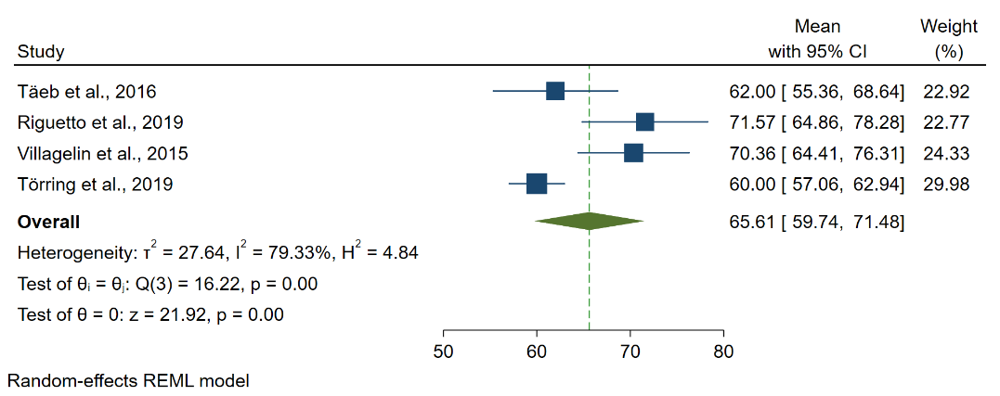 Mean Weight
Study with 95% CI (%)
Täeb et al., 2016 62.00 [ 55.36, 68.64] 22.92
Riguetto et al., 2019 71.57 [ 64.86, 78.28] 22.77
Villagelin et al., 2015 70.36 [ 64.41, 76.31] 24.33
Törring et al., 2019 60.00 [ 57.06, 62.94] 29.98
Overall 65.61 [ 59.74, 71.48]
Heterogeneity: τ² = 27.64, I² = 79.33%, H² = 4.84
Test of θᵢ = θⱼ: Q(3) = 16.22, p = 0.00
Test of θ = 0: z = 21.92, p = 0.00
50 60 70 80
Random-effects REML model